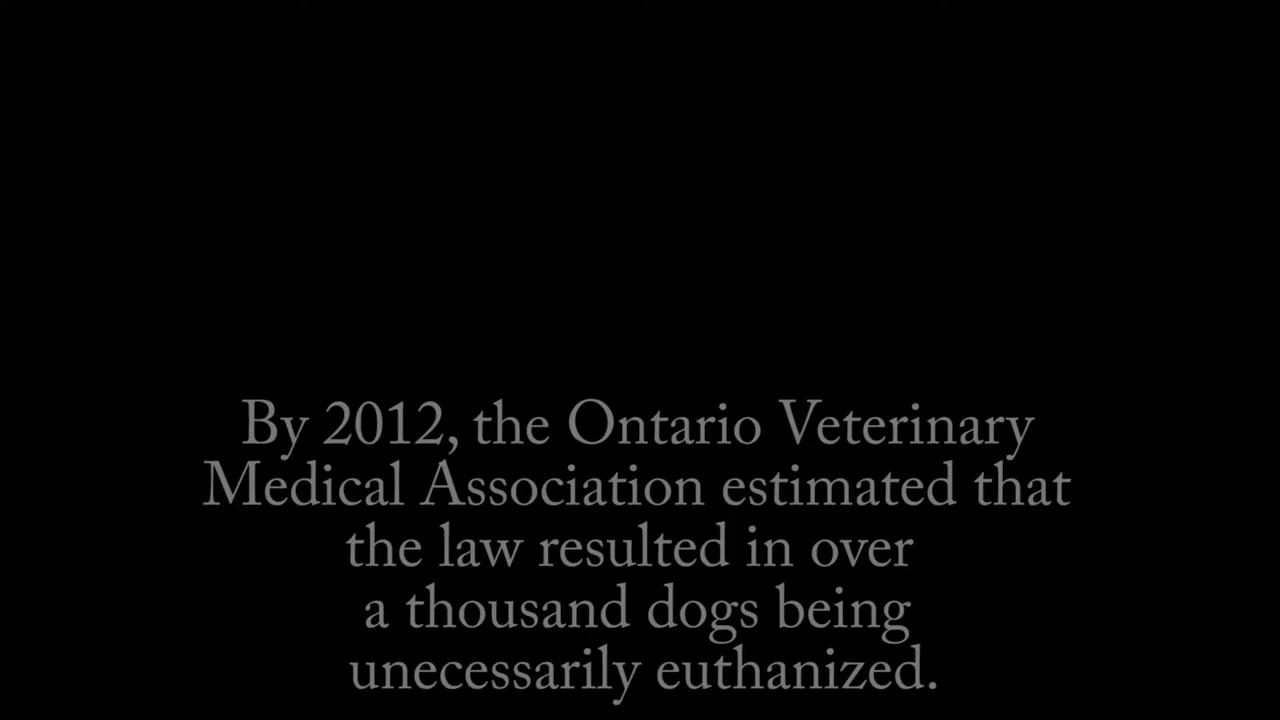 By 2012, the Ontario Veterinary
Medical Association estimated that
the law resulted in over
a thousand dogs being
unecessarily euthanized.